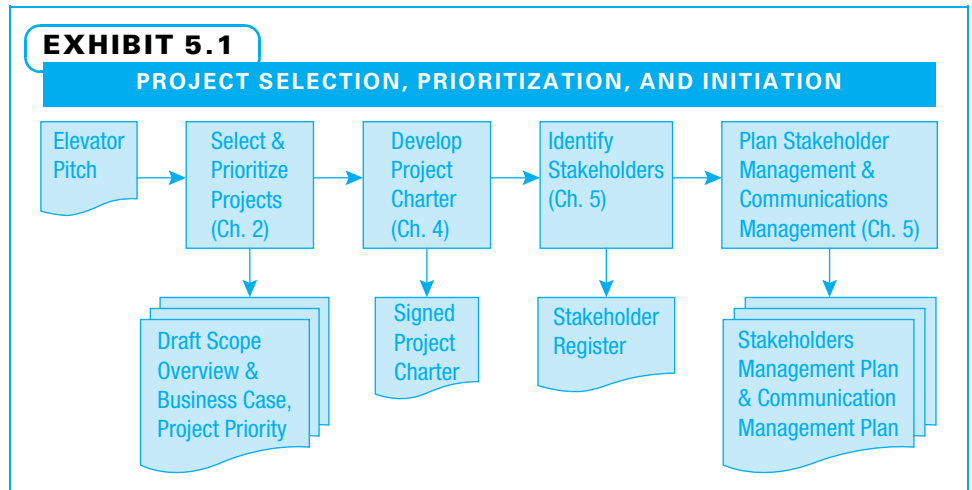 EXHIBIT 5.1
PROJECT SELECTION, PRIORITIZATION, AND INITIATION
Elevator
Pitch
Select &
Prioritize
Projects
(Ch. 2)
Develop
Project
Charter
(Ch. 4)
Identify
Stakeholders
(Ch. 5)
Plan Stakeholder
Management &
Communications
Management (Ch. 5)
Draft Scope
Overview &
Business Case,
Project Priority
Signed
Project
Charter
Stakeholder
Register
Stakeholders
Management Plan
& Communication
Management Plan